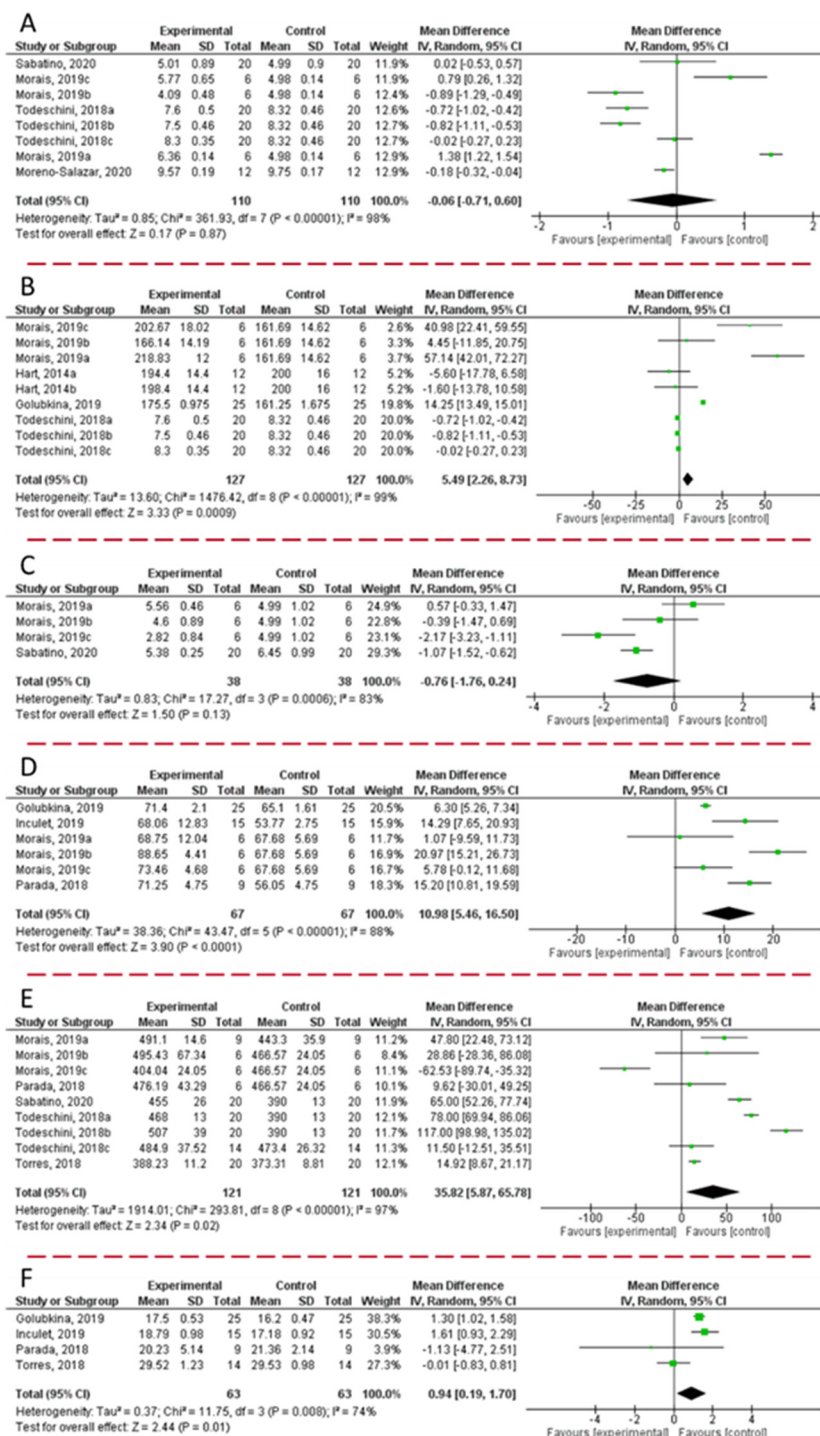 A
Experimental Control Mean Difference Mean Difference
Study or Subgroup Mean SD Total Mean SD Total Weight IV, Random, 95% CI IV, Random, 95% CI
Sabatino, 2020 5.01 0.89 20 4.99 0.9 20 11.9% 0.02 [-0.53, 0.57]
Morais, 2019c 5.77 0.65 6 4.98 0.14 6 11.9% 0.79 [0.26, 1.32]
Morais, 2019b 4.09 0.48 6 4.98 0.14 6 12.4% -0.89 [-1.29, -0.49]
Todeschini, 2018a 7.6 0.5 20 8.32 0.46 20 12.6% -0.72 [-1.02, -0.42]
Todeschini, 2018b 7.5 0.46 20 8.32 0.46 20 12.7% -0.82 [-1.11, -0.53]
Todeschini, 2018c 8.3 0.35 20 8.32 0.46 20 12.7% -0.02 [-0.27, 0.23]
Morais, 2019a 6.36 0.14 6 4.98 0.14 6 12.9% 1.38 [1.22, 1.54]
Moreno-Salazar, 2020 9.57 0.19 12 9.75 0.17 12 12.9% -0.18 [-0.32, -0.04]
Total (95% CI) 110 110 100.0% -0.06 [-0.71, 0.60]
Heterogeneity: Tau² = 0.85; Chi² = 361.93, df = 7 (P < 0.00001); I² = 98%
Test for overall effect: Z = 0.17 (P = 0.87)
-2 -1 0 1 2
Favours [experimental] Favours [control]
B
Experimental Control Mean Difference Mean Difference
Study or Subgroup Mean SD Total Mean SD Total Weight IV, Random, 95% CI IV, Random, 95% CI
Morais, 2019c 202.67 18.02 6 161.69 14.62 6 2.6% 40.98 [22.41, 59.55]
Morais, 2019b 166.14 14.19 6 161.69 14.62 6 3.3% 4.45 [-11.85, 20.75]
Morais, 2019a 218.83 12 6 161.69 14.62 6 3.7% 57.14 [42.01, 72.27]
Hart, 2014a 194.4 14.4 12 200 16 12 5.2% -5.60 [-17.78, 6.58]
Hart, 2014b 198.4 14.4 12 200 16 12 5.2% -1.60 [-13.78, 10.58]
Golubkina, 2019 175.5 0.975 25 161.25 1.675 25 19.8% 14.25 [13.49, 15.01]
Todeschini, 2018a 7.6 0.5 20 8.32 0.46 20 20.0% -0.72 [-1.02, -0.42]
Todeschini, 2018b 7.5 0.46 20 8.32 0.46 20 20.0% -0.82 [-1.11, -0.53]
Todeschini, 2018c 8.3 0.35 20 8.32 0.46 20 20.0% -0.02 [-0.27, 0.23]
Total (95% CI) 127 127 100.0% 5.49 [2.26, 8.73]
Heterogeneity: Tau² = 13.60; Chi² = 1476.42, df = 8 (P < 0.00001); I² = 99%
Test for overall effect: Z = 3.33 (P = 0.0009)
-50 -25 0 25 50
Favours [experimental] Favours [control]
C
Experimental Control Mean Difference Mean Difference
Study or Subgroup Mean SD Total Mean SD Total Weight IV, Random, 95% CI IV, Random, 95% CI
Morais, 2019a 5.56 0.46 6 4.99 1.02 6 24.9% 0.57 [-0.33, 1.47]
Morais, 2019b 4.6 0.89 6 4.99 1.02 6 22.8% -0.39 [-1.47, 0.69]
Morais, 2019c 2.82 0.84 6 4.99 1.02 6 23.1% -2.17 [-3.23, -1.11]
Sabatino, 2020 5.38 0.25 20 6.45 0.99 20 29.3% -1.07 [-1.52, -0.62]
Total (95% CI) 38 38 100.0% -0.76 [-1.76, 0.24]
Heterogeneity: Tau² = 0.83; Chi² = 17.27, df = 3 (P = 0.0006); I² = 83%
Test for overall effect: Z = 1.50 (P = 0.13)
-4 -2 0 2 4
Favours [experimental] Favours [control]
D
Experimental Control Mean Difference Mean Difference
Study or Subgroup Mean SD Total Mean SD Total Weight IV, Random, 95% CI IV, Random, 95% CI
Golubkina, 2019 71.4 2.1 25 65.1 1.61 25 20.5% 6.30 [5.26, 7.34]
Inculet, 2019 68.06 12.83 15 53.77 2.75 15 15.9% 14.29 [7.65, 20.93]
Morais, 2019a 68.75 12.04 6 67.68 5.69 6 11.6% 1.07 [-9.59, 11.73]
Morais, 2019b 88.65 4.41 6 67.68 5.69 6 16.9% 20.97 [15.21, 26.73]
Morais, 2019c 73.46 4.68 6 67.68 5.69 6 16.8% 5.78 [-0.12, 11.68]
Parada, 2018 71.25 4.75 9 56.05 4.75 9 18.3% 15.20 [10.81, 19.59]
Total (95% CI) 67 67 100.0% 10.98 [5.46, 16.50]
Heterogeneity: Tau² = 38.36; Chi² = 43.47, df = 5 (P < 0.00001); I² = 88%
Test for overall effect: Z = 3.90 (P < 0.0001)
-20 -10 0 10 20
Favours [experimental] Favours [control]
E
Experimental Control Mean Difference Mean Difference
Study or Subgroup Mean SD Total Mean SD Total Weight IV, Random, 95% CI IV, Random, 95% CI
Morais, 2019a 491.1 14.6 9 443.3 35.9 9 11.2% 47.80 [22.48, 73.12]
Morais, 2019b 495.43 67.34 6 466.57 24.05 6 8.4% 28.86 [-28.36, 86.08]
Morais, 2019c 404.04 24.05 6 466.57 24.05 6 11.1% -62.53 [-89.74, -35.32]
Parada, 2018 476.19 43.29 6 466.57 24.05 6 10.1% 9.62 [-30.01, 49.25]
Sabatino, 2020 455 26 20 390 13 20 11.9% 65.00 [52.26, 77.74]
Todeschini, 2018a 468 13 20 390 13 20 12.1% 78.00 [69.94, 86.06]
Todeschini, 2018b 507 39 20 390 13 20 11.7% 117.00 [98.98, 135.02]
Todeschini, 2018c 484.9 37.52 14 473.4 26.32 14 11.3% 11.50 [-12.51, 35.51]
Torres, 2018 388.23 11.2 20 373.31 8.81 20 12.1% 14.92 [8.67, 21.17]
Total (95% CI) 121 121 100.0% 35.82 [5.87, 65.78]
Heterogeneity: Tau² = 1914.01; Chi² = 293.81, df = 8 (P < 0.00001); I² = 97%
Test for overall effect: Z = 2.34 (P = 0.02)
-100 -50 0 50 100
Favours [experimental] Favours [control]
F
Experimental Control Mean Difference Mean Difference
Study or Subgroup Mean SD Total Mean SD Total Weight IV, Random, 95% CI IV, Random, 95% CI
Golubkina, 2019 17.5 0.53 25 16.2 0.47 25 38.3% 1.30 [1.02, 1.58]
Inculet, 2019 18.79 0.98 15 17.18 0.92 15 30.5% 1.61 [0.93, 2.29]
Parada, 2018 20.23 5.14 9 21.36 2.14 9 3.9% -1.13 [-4.77, 2.51]
Torres, 2018 29.52 1.23 14 29.53 0.98 14 27.3% -0.01 [-0.83, 0.81]
Total (95% CI) 63 63 100.0% 0.94 [0.19, 1.70]
Heterogeneity: Tau² = 0.37; Chi² = 11.75, df = 3 (P = 0.008); I² = 74%
Test for overall effect: Z = 2.44 (P = 0.01)
-4 -2 0 2 4
Favours [experimental] Favours [control]